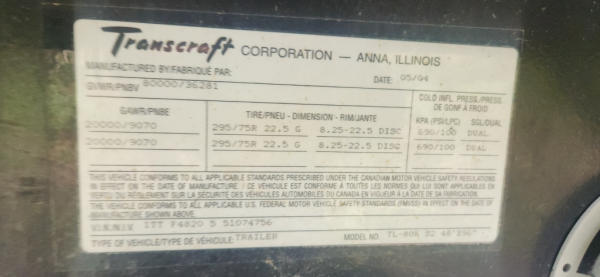 Transcraft CORPORATION — ANNA, ILLINOIS
MANUFACTURED BY/FABRIQUÉ PAR: DATE: 05/04
GVWR/PNBV 80000/36281
GAWR/PNBE TIRE/PNEU - DIMENSION - RIM/JANTE COLD INFL. PRESS./PRESS. DE GONF. À FROID
KPA (PSI/LPC) SGL/DUAL
20000/9070 295/75R 22.5 G 8.25-22.5 DISC 690/100 DUAL
20000/9070 295/75R 22.5 G 8.25-22.5 DISC 690/100 DUAL
THIS VEHICLE CONFORMS TO ALL APPLICABLE STANDARDS PRESCRIBED UNDER THE CANADIAN MOTOR VEHICLE SAFETY REGULATIONS
IN EFFECT ON THE DATE OF MANUFACTURE / CE VÉHICULE EST CONFORME À TOUTES LES NORMES QUI LUI SONT APPLICABLES EN
VERTU DU RÈGLEMENT SUR LA SÉCURITÉ DES VÉHICULES AUTOMOBILES DU CANADA EN VIGUEUR À LA DATE DE SA FABRICATION.
THIS VEHICLE CONFORMS TO ALL APPLICABLE U.S. FEDERAL MOTOR VEHICLE SAFETY STANDARDS (FMVSS) IN EFFECT ON THE DATE OF
MANUFACTURE
V.I.N./N.I.V. 1TT F4820 5 51074756
TYPE OF VEHICLE/TYPE DE VÉHICULE: TRAILER MODEL NO. TL-80K 48'X96"